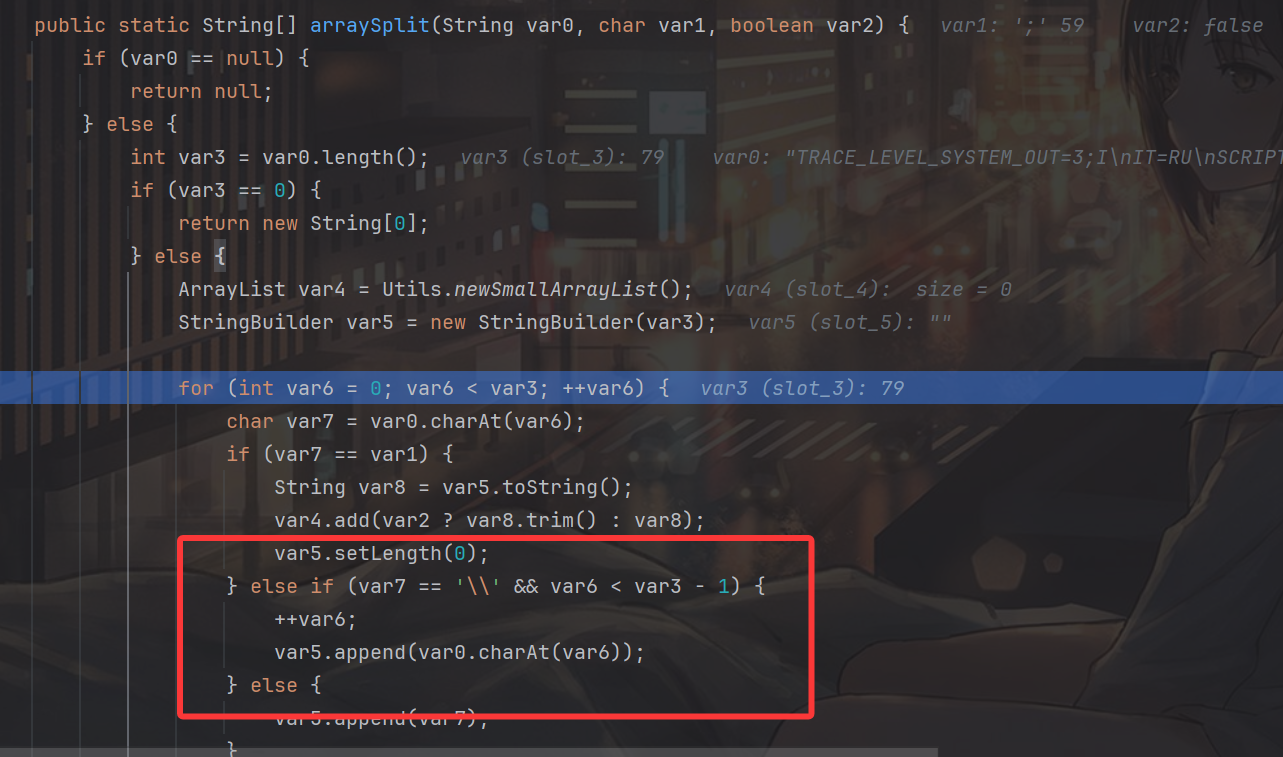 public static String[] arraySplit(String var0, char var1, boolean var2) { var1: ';' 59 var2: false
if (var0 == null) {
return null;
} else {
int var3 = var0.length(); var3 (slot_3): 79 var0: "TRACE_LEVEL_SYSTEM_OUT=3;I\nIT=RU\nSCRIPT
if (var3 == 0) {
return new String[0];
} else {
ArrayList var4 = Utils.newSmallArrayList(); var4 (slot_4): size = 0
StringBuilder var5 = new StringBuilder(var3); var5 (slot_5): ""
for (int var6 = 0; var6 < var3; ++var6) { var3 (slot_3): 79
char var7 = var0.charAt(var6);
if (var7 == var1) {
String var8 = var5.toString();
var4.add(var2 ? var8.trim() : var8);
var5.setLength(0);
} else if (var7 == '\\' && var6 < var3 - 1) {
++var6;
var5.append(var0.charAt(var6));
} else {
var5.append(var7);
}